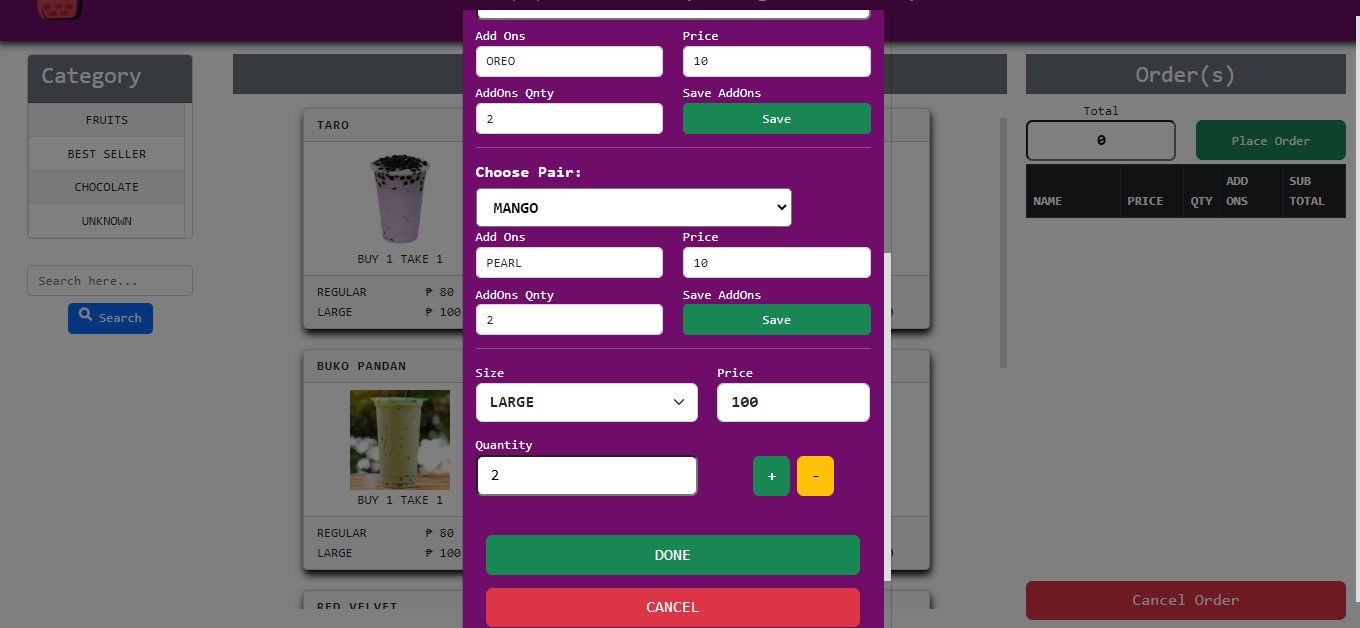 Category
FRUITS
BEST SELLER
CHOCOLATE
UNKNOWN
Search here...
Search
TARO
BUY 1 TAKE 1
REGULAR ₱ 80
LARGE ₱ 100
BUKO PANDAN
BUY 1 TAKE 1
REGULAR ₱ 80
LARGE ₱ 100
RED VELVET
Add Ons Price
OREO 10
AddOns Qnty Save AddOns
2 Save
Choose Pair:
MANGO
Add Ons Price
PEARL 10
AddOns Qnty Save AddOns
2 Save
Size Price
LARGE 100
Quantity
2 + -
DONE
CANCEL
Order(s)
Total
0 Place Order
NAME PRICE QTY ADD ONS SUB TOTAL
Cancel Order